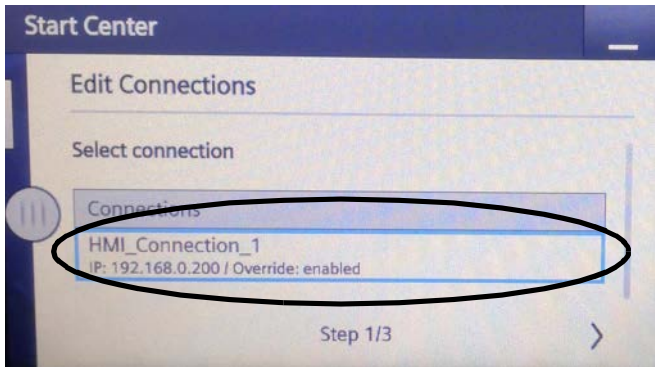 Start Center
Edit Connections
Select connection
Connections
HMI_Connection_1
IP: 192.168.0.200 / Override: enabled
Step 1/3